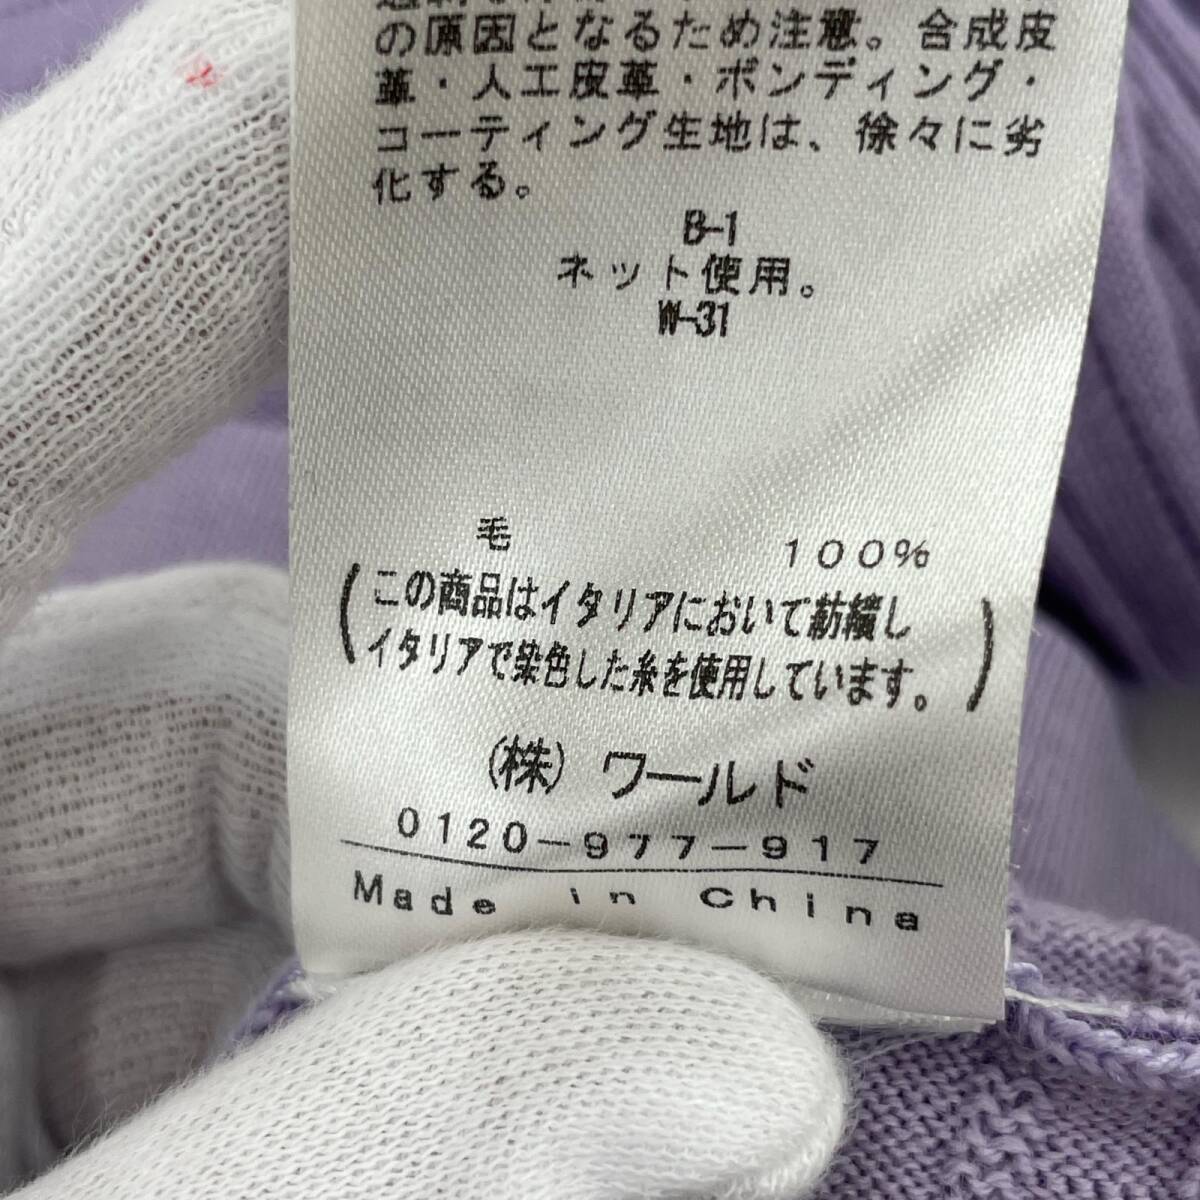 の原因となるため注意。合成皮
革・人工皮革・ボンディング・
コーティング生地は、徐々に劣
化する。
B-1
ネット使用。
W-31
毛 100%
(この商品はイタリアにおいて紡績し
イタリアで染色した糸を使用しています。)
(株) ワールド
0120-977-917
Made in China